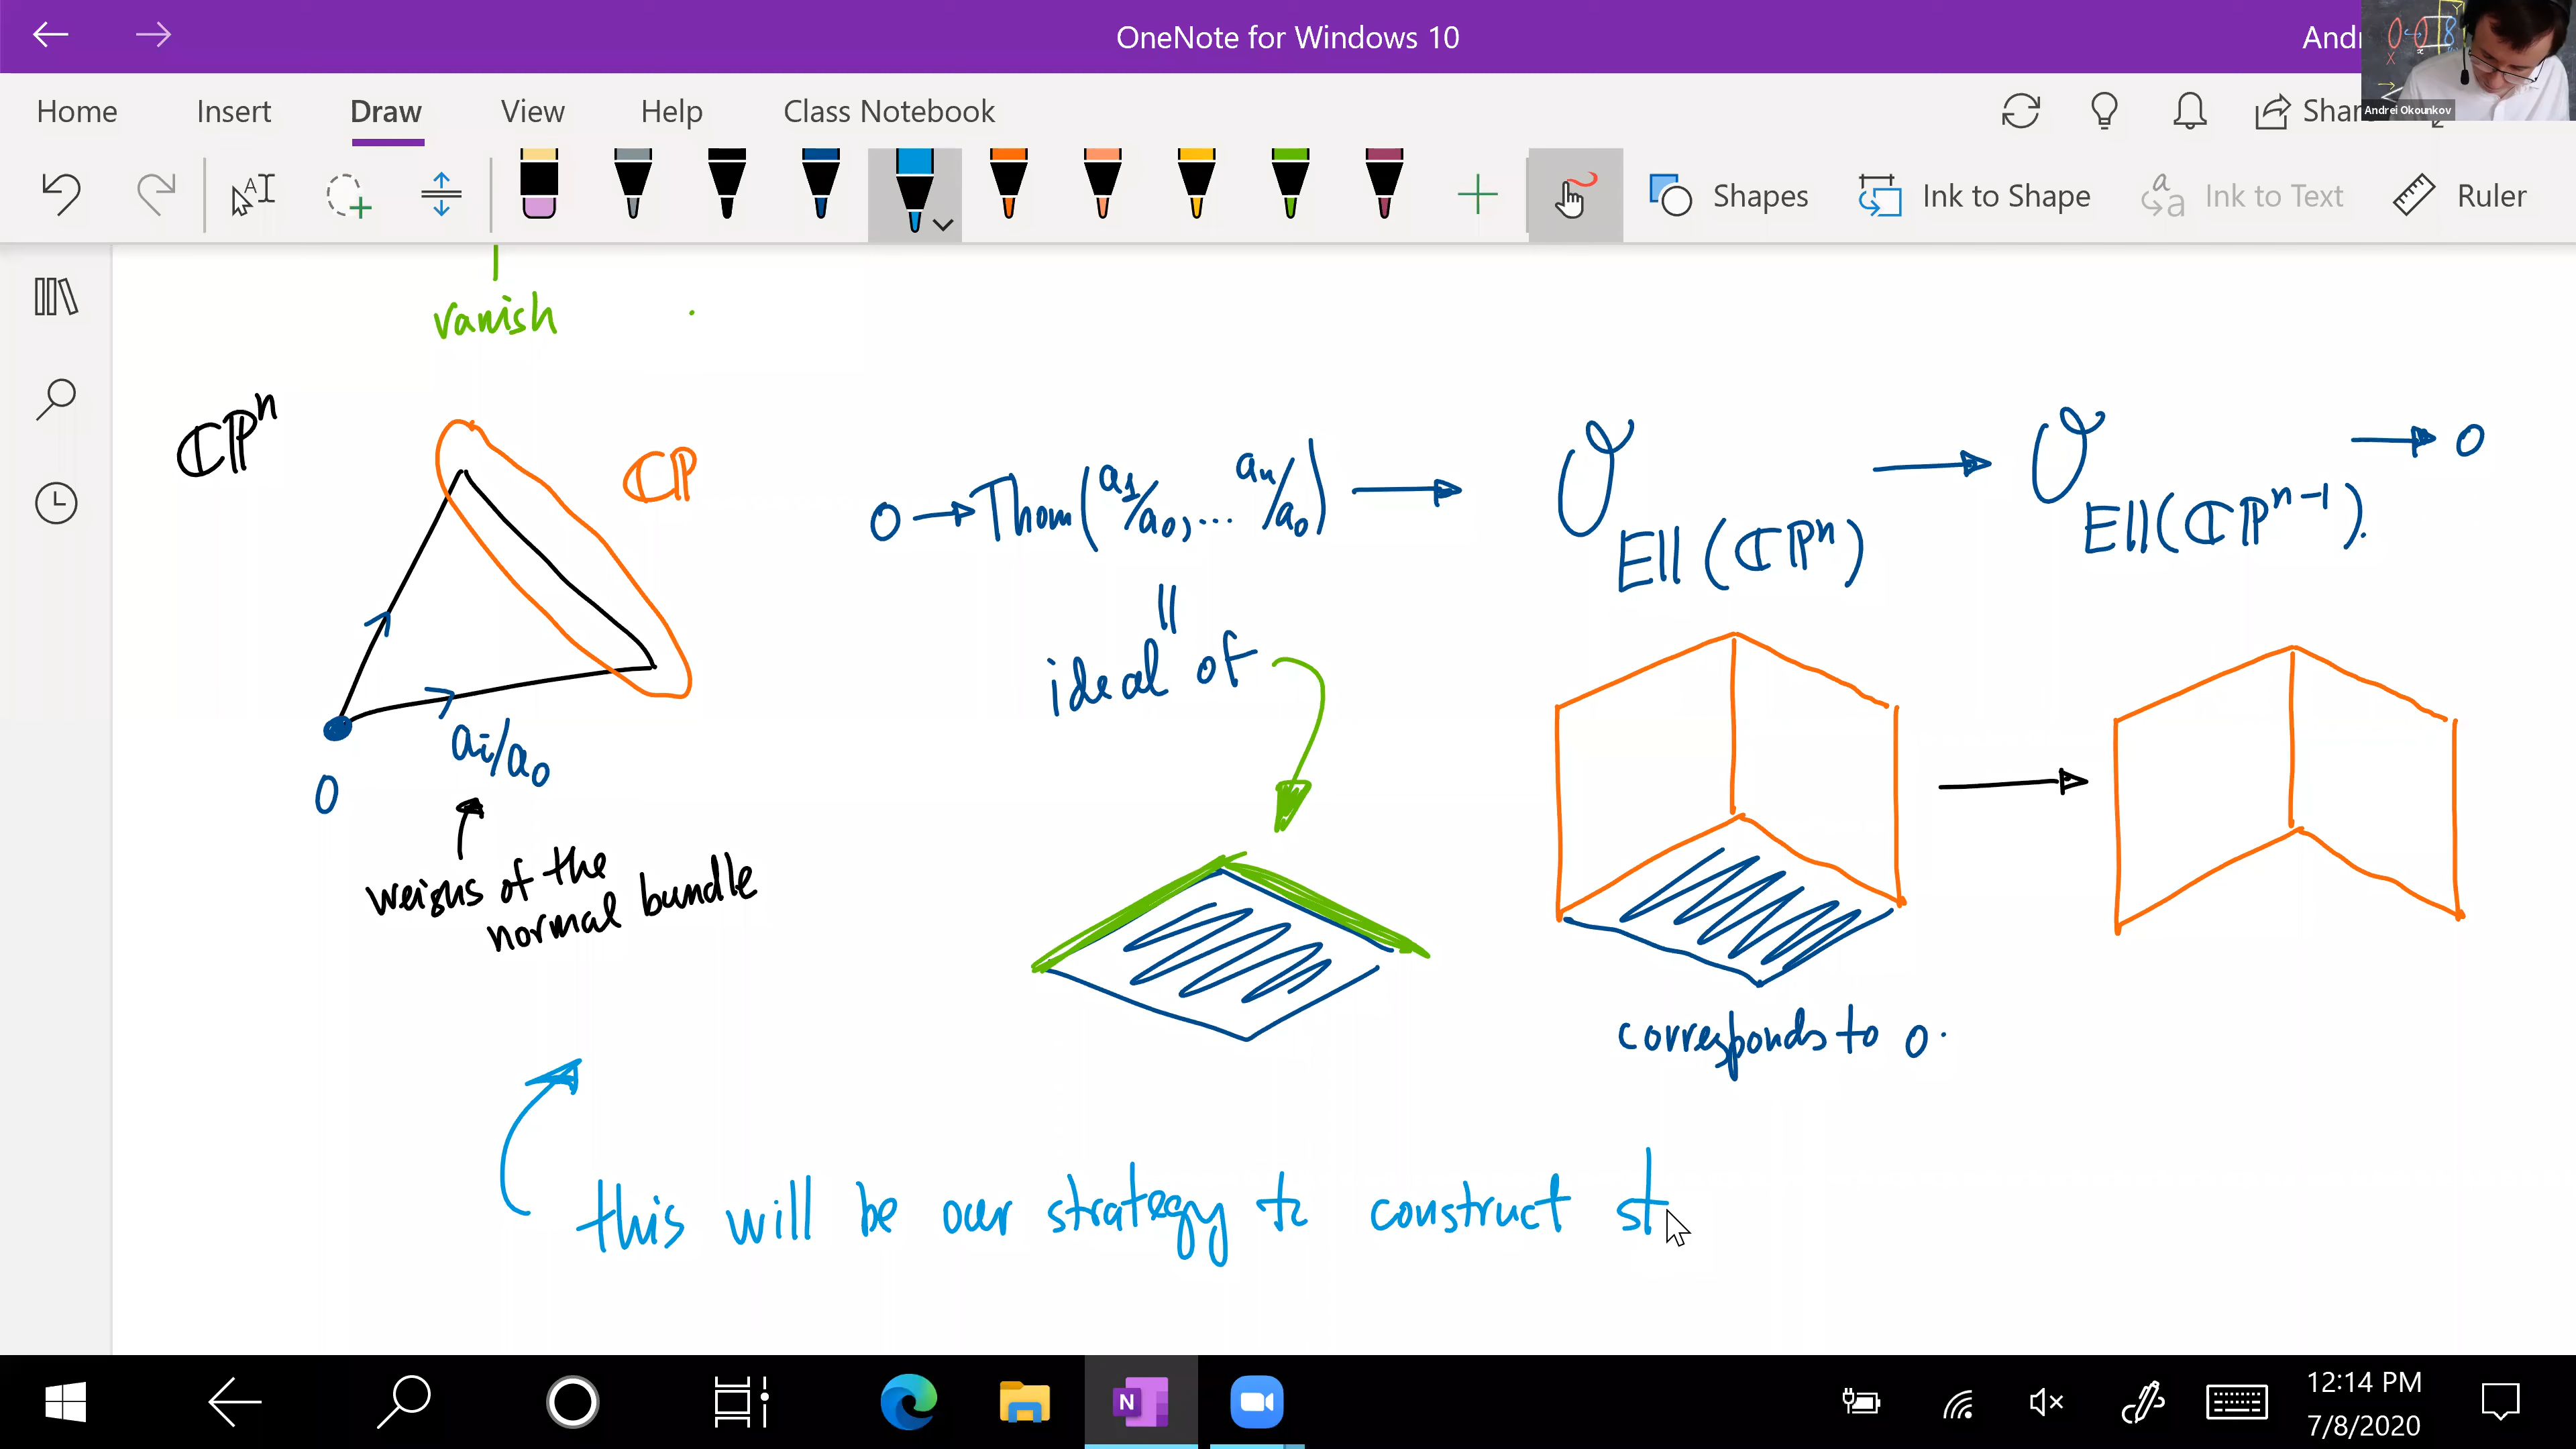 OneNote for Windows 10
Andr
Andrei Okounkov
Home Insert Draw View Help Class Notebook Shar
Shapes Ink to Shape Ink to Text Ruler
vanish
ℂℙⁿ
ℂℙ
0 → Thom(a₁/a₀, ... aₙ/a₀) → 𝒪_Ell(ℂℙⁿ) → 𝒪_Ell(ℂℙⁿ⁻¹). → 0
||
ideal of
aᵢ/a₀
0
weighs of the
normal bundle
corresponds to 0.
this will be our strategy to construct st
12:14 PM
7/8/2020